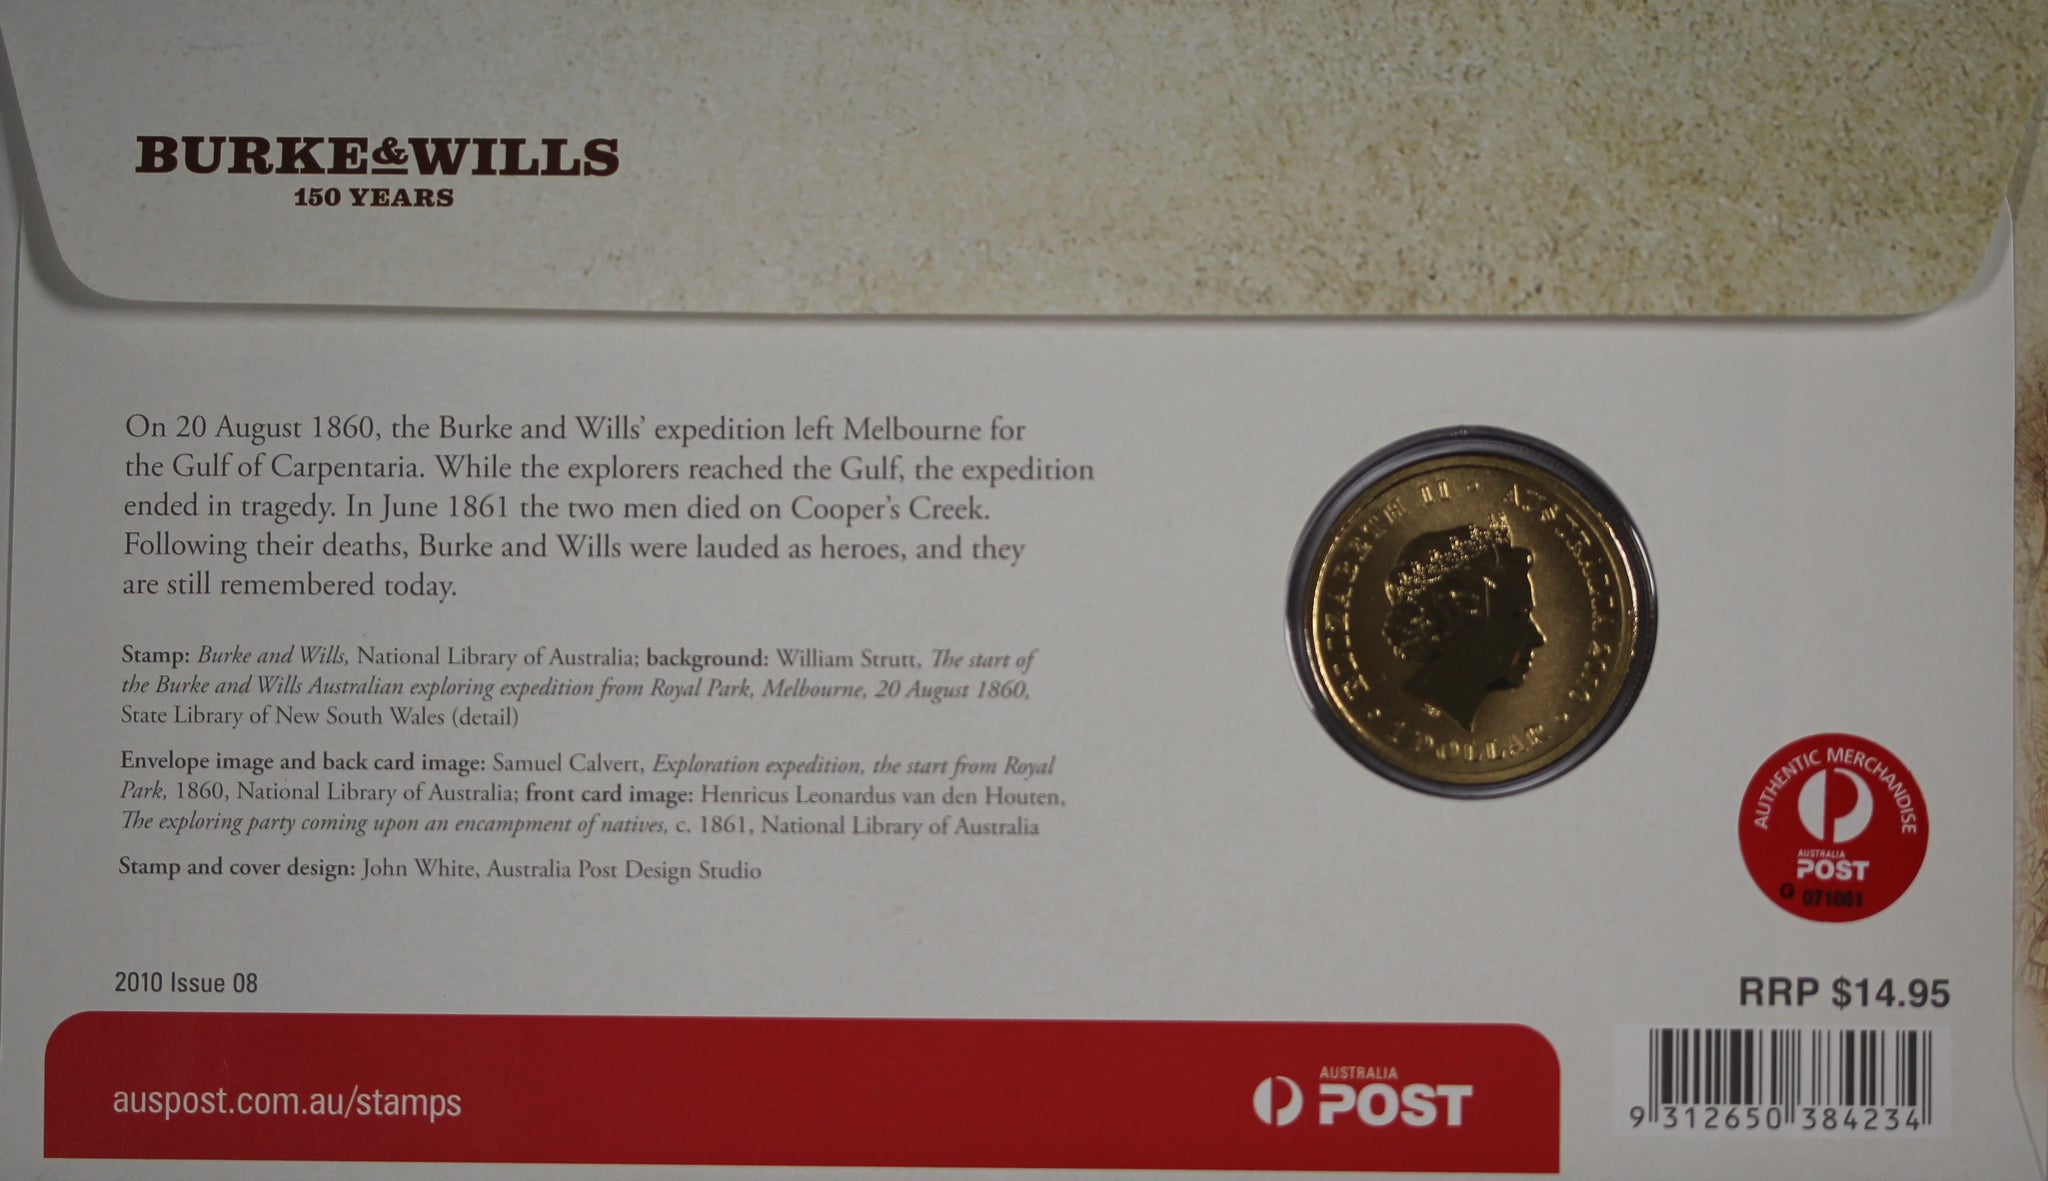 BURKE & WILLS
150 YEARS
On 20 August 1860, the Burke and Wills’ expedition left Melbourne for
the Gulf of Carpentaria. While the explorers reached the Gulf, the expedition
ended in tragedy. In June 1861 the two men died on Cooper’s Creek.
Following their deaths, Burke and Wills were lauded as heroes, and they
are still remembered today.
Stamp: Burke and Wills, National Library of Australia; background: William Strutt, The start of
the Burke and Wills Australian exploring expedition from Royal Park, Melbourne, 20 August 1860,
State Library of New South Wales (detail)
Envelope image and back card image: Samuel Calvert, Exploration expedition, the start from Royal
Park, 1860, National Library of Australia; front card image: Henricus Leonardus van den Houten,
The exploring party coming upon an encampment of natives, c. 1861, National Library of Australia
Stamp and cover design: John White, Australia Post Design Studio
ELIZABETH II AUSTRALIA 2010
1 DOLLAR
AUTHENTIC MERCHANDISE
AUSTRALIA
POST
G 071051
2010 Issue 08
RRP $14.95
auspost.com.au/stamps
AUSTRALIA
POST
9 312650 384234